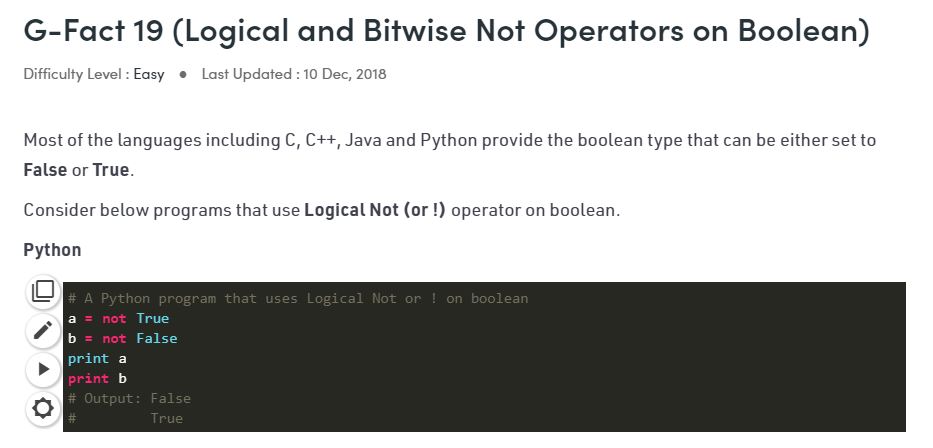 G-Fact 19 (Logical and Bitwise Not Operators on Boolean)
Difficulty Level : Easy ● Last Updated : 10 Dec, 2018
Most of the languages including C, C++, Java and Python provide the boolean type that can be either set to
False or True.
Consider below programs that use Logical Not (or !) operator on boolean.
Python
# A Python program that uses Logical Not or ! on boolean
a = not True
b = not False
print a
print b
# Output: False
#         True